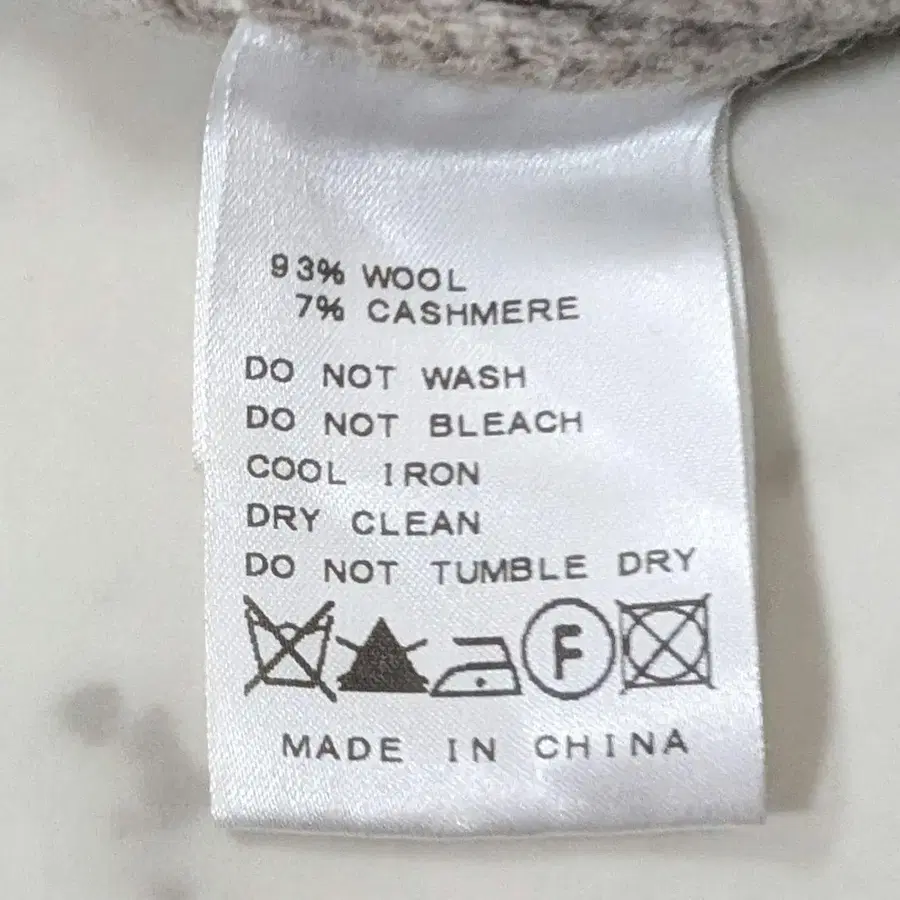 93% WOOL
7% CASHMERE
DO NOT WASH
DO NOT BLEACH
COOL IRON
DRY CLEAN
DO NOT TUMBLE DRY
F
MADE IN CHINA